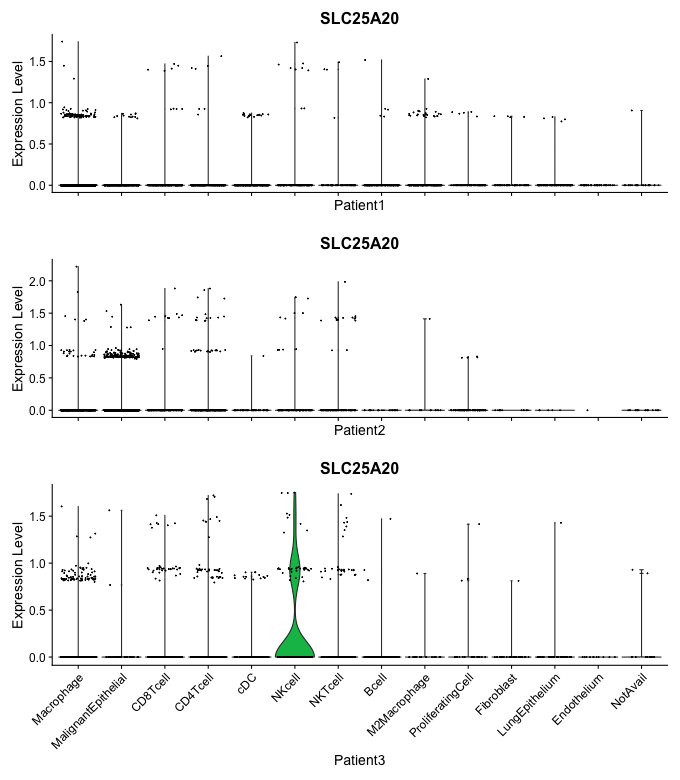 SLC25A20
Expression Level
1.5
1.0
0.5
0.0
Patient1
SLC25A20
Expression Level
2.0
1.5
1.0
0.5
0.0
Patient2
SLC25A20
Expression Level
1.5
1.0
0.5
0.0
Macrophage
MalignantEpithelial
CD8Tcell
CD4Tcell
cDC
NKcell
NKTcell
Bcell
M2Macrophage
ProliferatingCell
Fibroblast
LungEpithelium
Endothelium
NotAvail
Patient3